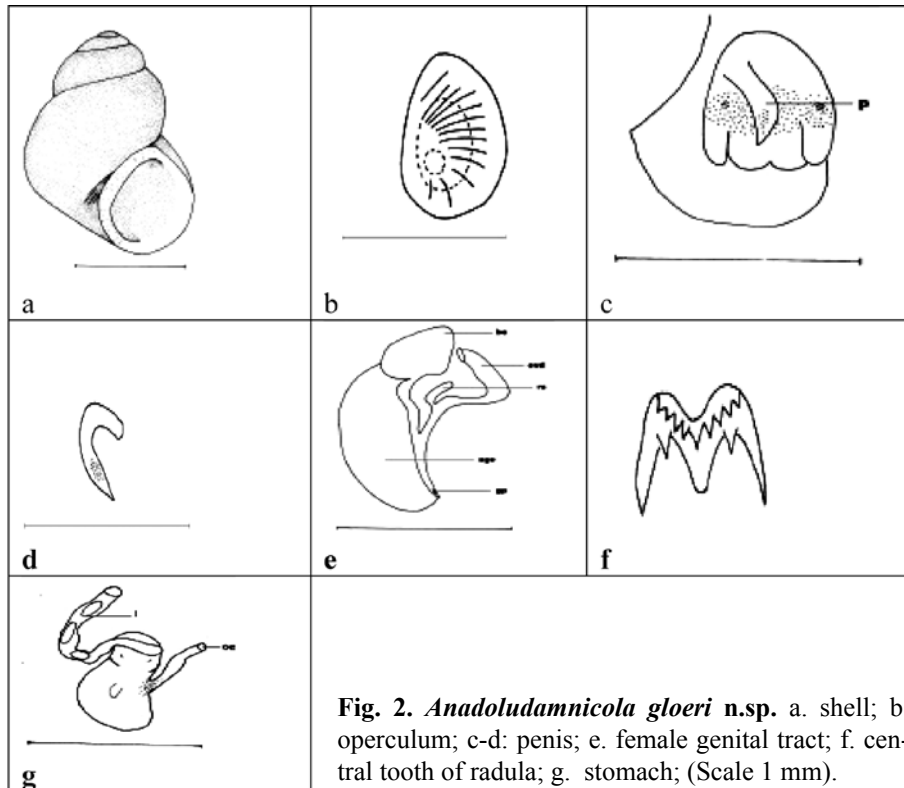 a
b
P
c
d
e
f
i
g
Fig. 2. Anadoludamnicola gloeri n.sp. a. shell; b
operculum; c-d: penis; e. female genital tract; f. cen-
tral tooth of radula; g. stomach; (Scale 1 mm).